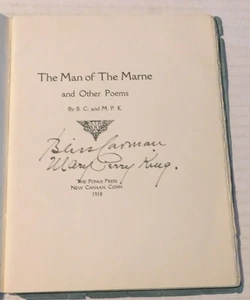 The Man of The Marne
and Other Poems
By B. C. and M. P. K.
Bliss Carman
Mary Perry King.
The Ponus Press
New Canaan Conn
1918